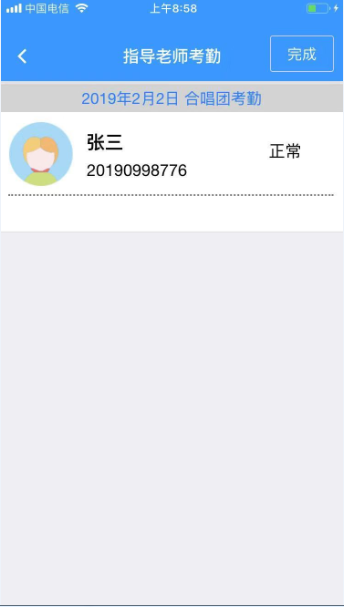 中国电信 上午8:58
指导老师考勤 完成
2019年2月2日 合唱团考勤
张三
正常
20190998776